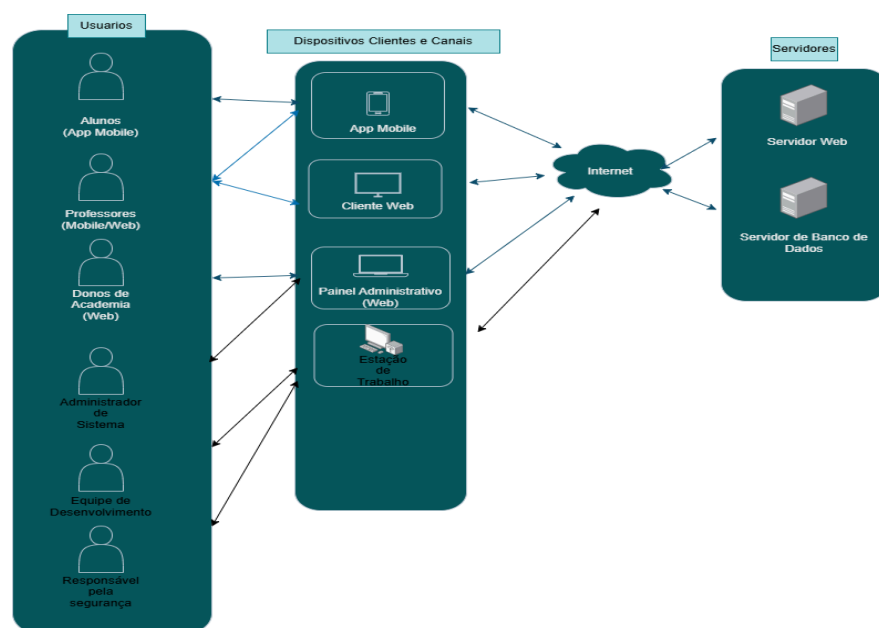 Usuarios
Alunos
(App Mobile)
Professores
(Mobile/Web)
Donos de
Academia
(Web)
Administrador
de
Sistema
Equipe de
Desenvolvimento
Responsável
pela
segurança
Dispositivos Clientes e Canais
App Mobile
Cliente Web
Painel Administrativo
(Web)
Estação
de
Trabalho
Internet
Servidores
Servidor Web
Servidor de Banco de
Dados